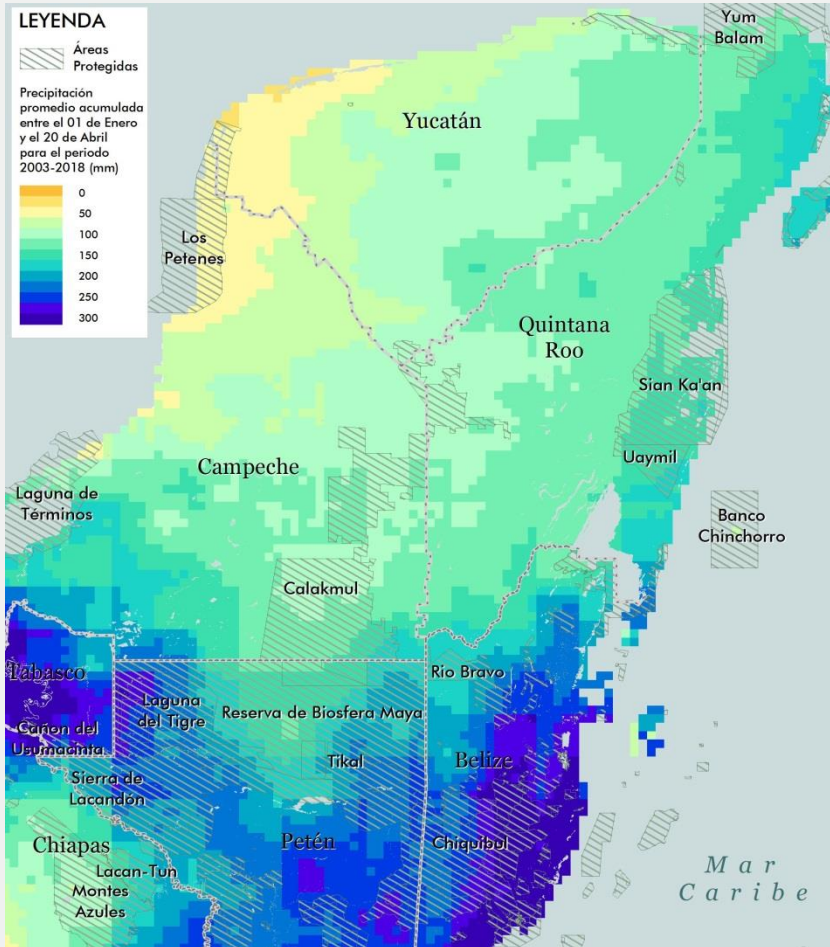 LEYENDA
Áreas
Protegidas
Precipitación
promedio acumulada
entre el 01 de Enero
y el 20 de Abril
para el periodo
2003-2018 (mm)
0
50
100
150
200
250
300
Yum
Balam
Yucatán
Los
Petenes
Quintana
Roo
Sian Ka'an
Campeche
Uaymil
Laguna de
Términos
Banco
Chinchorro
Calakmul
Tabasco
Rio Bravo
Laguna
del Tigre
Reserva de Biosfera Maya
Cañon del
Usumacinta
Tikal
Belize
Sierra de
Lacandón
Petén
Chiquibul
Chiapas
Lacan-Tun
Montes
Azules
Mar
Caribe